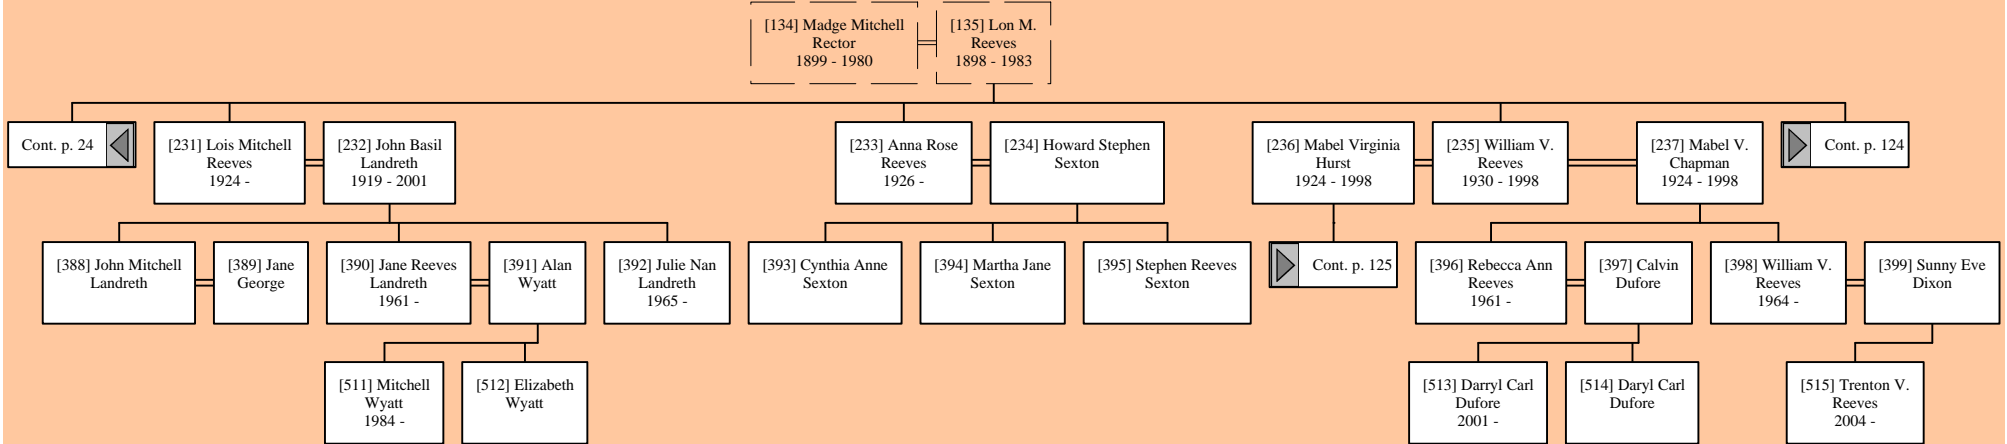 [134] Madge Mitchell
Rector
1899 - 1980
[135] Lon M.
Reeves
1898 - 1983
Cont. p. 24
[231] Lois Mitchell
Reeves
1924 -
[232] John Basil
Landreth
1919 - 2001
[233] Anna Rose
Reeves
1926 -
[234] Howard Stephen
Sexton
[236] Mabel Virginia
Hurst
1924 - 1998
[235] William V.
Reeves
1930 - 1998
[237] Mabel V.
Chapman
1924 - 1998
Cont. p. 124
[388] John Mitchell
Landreth
[389] Jane
George
[390] Jane Reeves
Landreth
1961 -
[391] Alan
Wyatt
[392] Julie Nan
Landreth
1965 -
[393] Cynthia Anne
Sexton
[394] Martha Jane
Sexton
[395] Stephen Reeves
Sexton
Cont. p. 125
[396] Rebecca Ann
Reeves
1961 -
[397] Calvin
Dufore
[398] William V.
Reeves
1964 -
[399] Sunny Eve
Dixon
[511] Mitchell
Wyatt
1984 -
[512] Elizabeth
Wyatt
[513] Darryl Carl
Dufore
2001 -
[514] Daryl Carl
Dufore
[515] Trenton V.
Reeves
2004 -